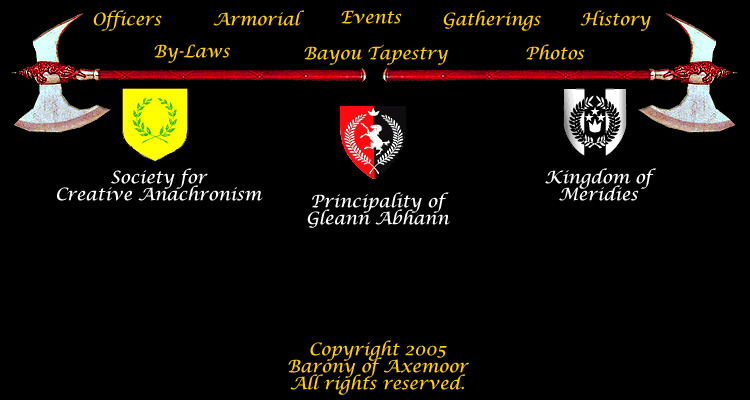 Officers Armorial Events Gatherings History
By-Laws Bayou Tapestry Photos
Society for
Creative Anachronism
Principality of
Gleann Abhann
Kingdom of
Meridies
Copyright 2005
Barony of Axemoor
All rights reserved.